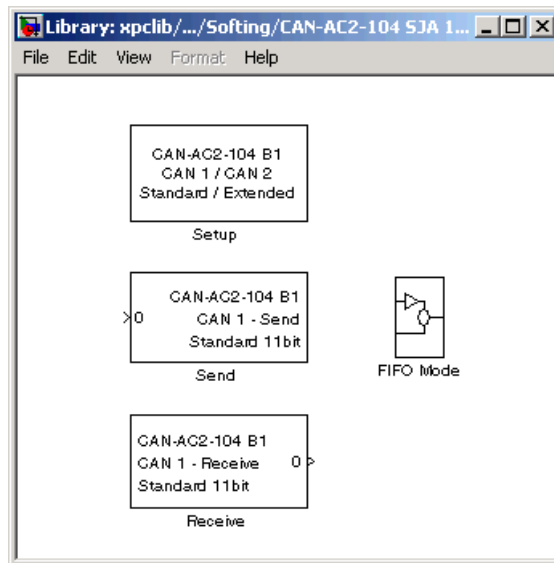 Library: xpclib/.../Softing/CAN-AC2-104 SJA 1...
File Edit View Format Help
CAN-AC2-104 B1
CAN 1 / CAN 2
Standard / Extended
Setup
CAN-AC2-104 B1
0 CAN 1 - Send
Standard 11bit
Send
FIFO Mode
CAN-AC2-104 B1
CAN 1 - Receive 0
Standard 11bit
Receive